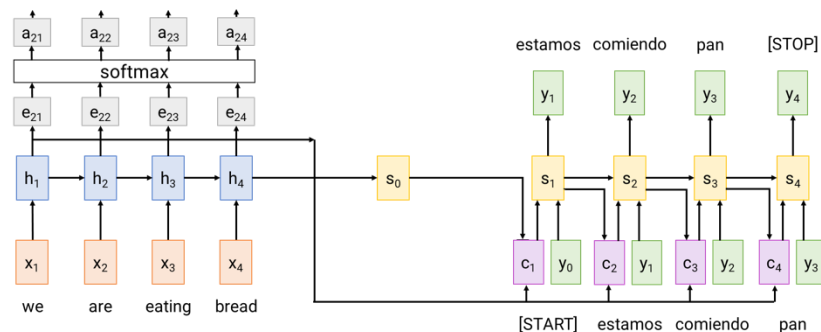 a21 a22 a23 a24
softmax
e21 e22 e23 e24
estamos comiendo pan [STOP]
y1 y2 y3 y4
h1 h2 h3 h4 s0 s1 s2 s3 s4
x1 x2 x3 x4 c1 y0 c2 y1 c3 y2 c4 y3
we are eating bread
[START] estamos comiendo pan